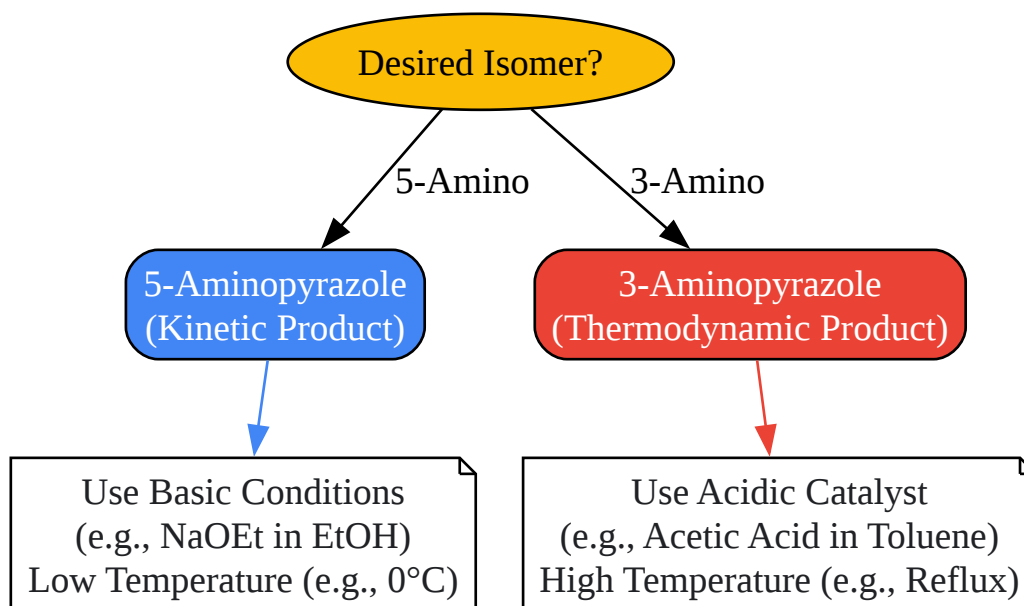 Desired Isomer?
5-Amino
3-Amino
5-Aminopyrazole
(Kinetic Product)
3-Aminopyrazole
(Thermodynamic Product)
Use Basic Conditions
(e.g., NaOEt in EtOH)
Low Temperature (e.g., 0°C)
Use Acidic Catalyst
(e.g., Acetic Acid in Toluene)
High Temperature (e.g., Reflux)